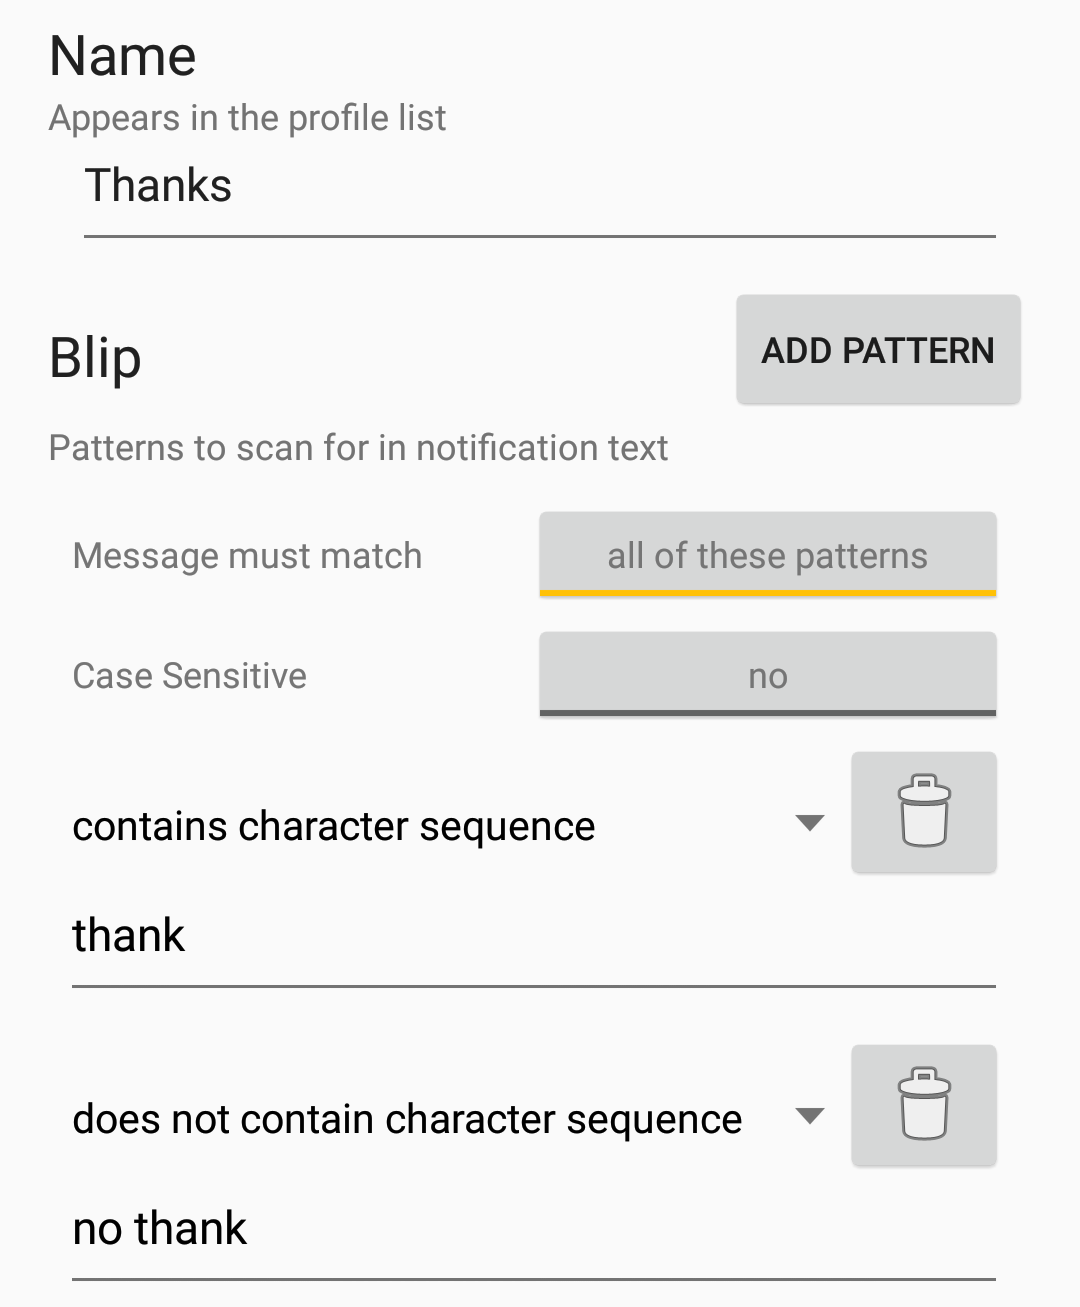 Name
Appears in the profile list
Thanks
Blip
ADD PATTERN
Patterns to scan for in notification text
Message must match
all of these patterns
Case Sensitive
no
contains character sequence
thank
does not contain character sequence
no thank